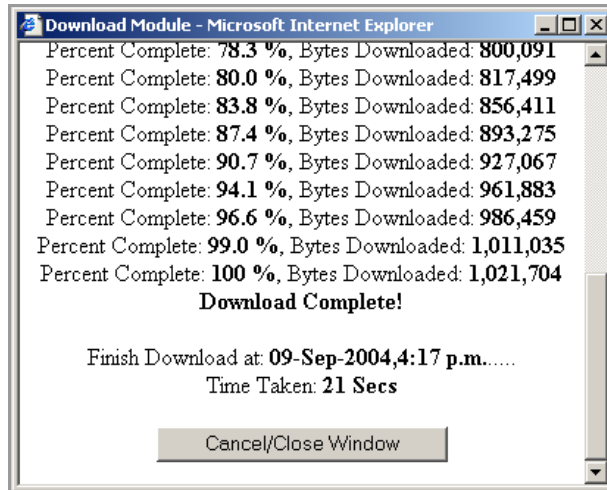 Download Module - Microsoft Internet Explorer
Percent Complete: 78.3 %, Bytes Downloaded: 800,091
Percent Complete: 80.0 %, Bytes Downloaded: 817,499
Percent Complete: 83.8 %, Bytes Downloaded: 856,411
Percent Complete: 87.4 %, Bytes Downloaded: 893,275
Percent Complete: 90.7 %, Bytes Downloaded: 927,067
Percent Complete: 94.1 %, Bytes Downloaded: 961,883
Percent Complete: 96.6 %, Bytes Downloaded: 986,459
Percent Complete: 99.0 %, Bytes Downloaded: 1,011,035
Percent Complete: 100 %, Bytes Downloaded: 1,021,704
Download Complete!
Finish Download at: 09-Sep-2004,4:17 p.m......
Time Taken: 21 Secs
Cancel/Close Window